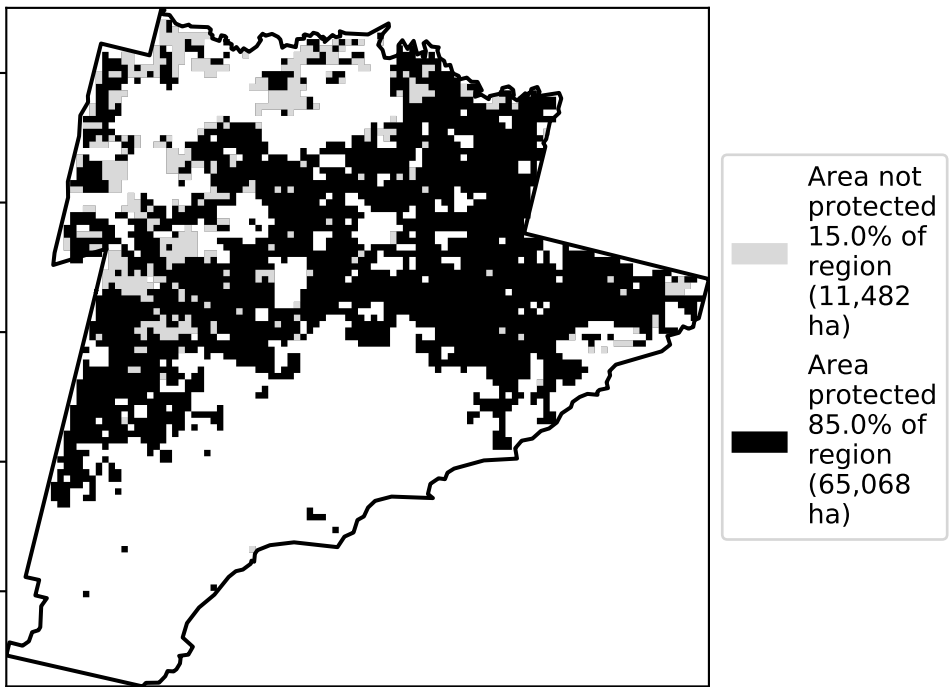 Area not
protected
15.0% of
region
(11,482
ha)
Area
protected
85.0% of
region
(65,068
ha)